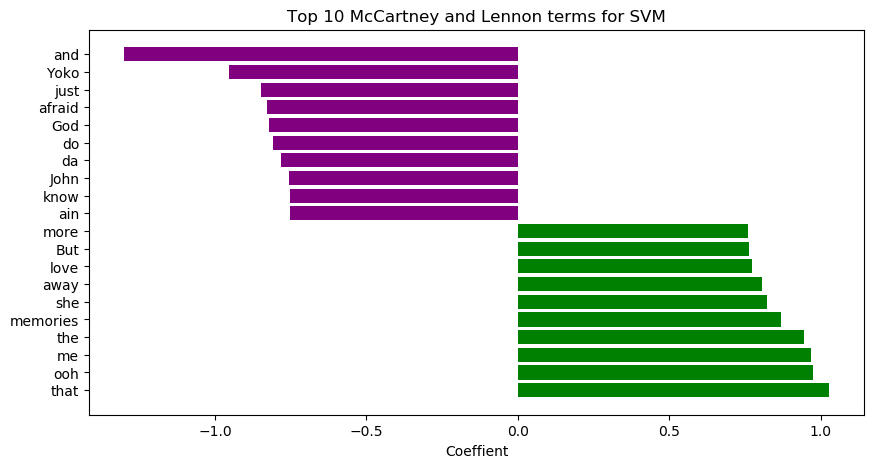 Top 10 McCartney and Lennon terms for SVM
and
Yoko
just
afraid
God
do
da
John
know
ain
more
But
love
away
she
memories
the
me
ooh
that
−1.0 −0.5 0.0 0.5 1.0
Coeffient